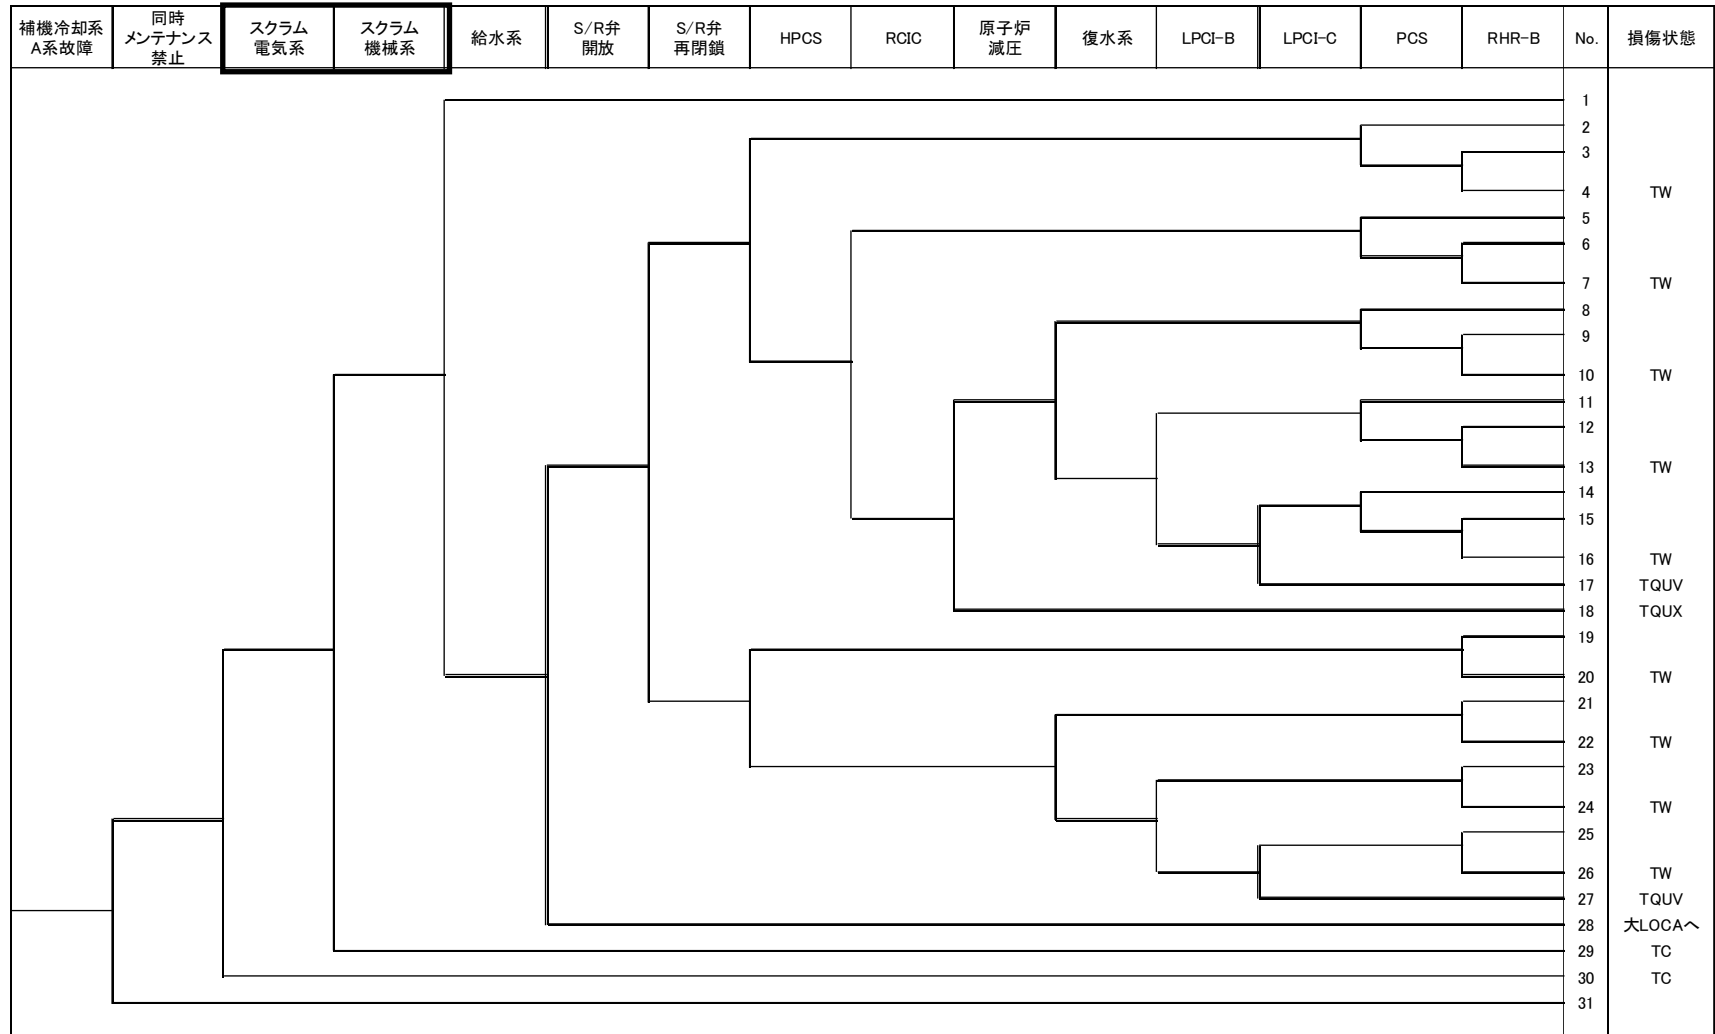 補機冷却系
A系故障
同時
メンテナンス
禁止
スクラム
電気系
スクラム
機械系
給水系
S/R弁
開放
S/R弁
再閉鎖
HPCS
RCIC
原子炉
減圧
復水系
LPCI-B
LPCI-C
PCS
RHR-B
No.
損傷状態
1
2
3
4 TW
5
6
7 TW
8
9
10 TW
11
12
13 TW
14
15
16 TW
17 TQUV
18 TQUX
19
20 TW
21
22 TW
23
24 TW
25
26 TW
27 TQUV
28 大LOCAへ
29 TC
30 TC
31